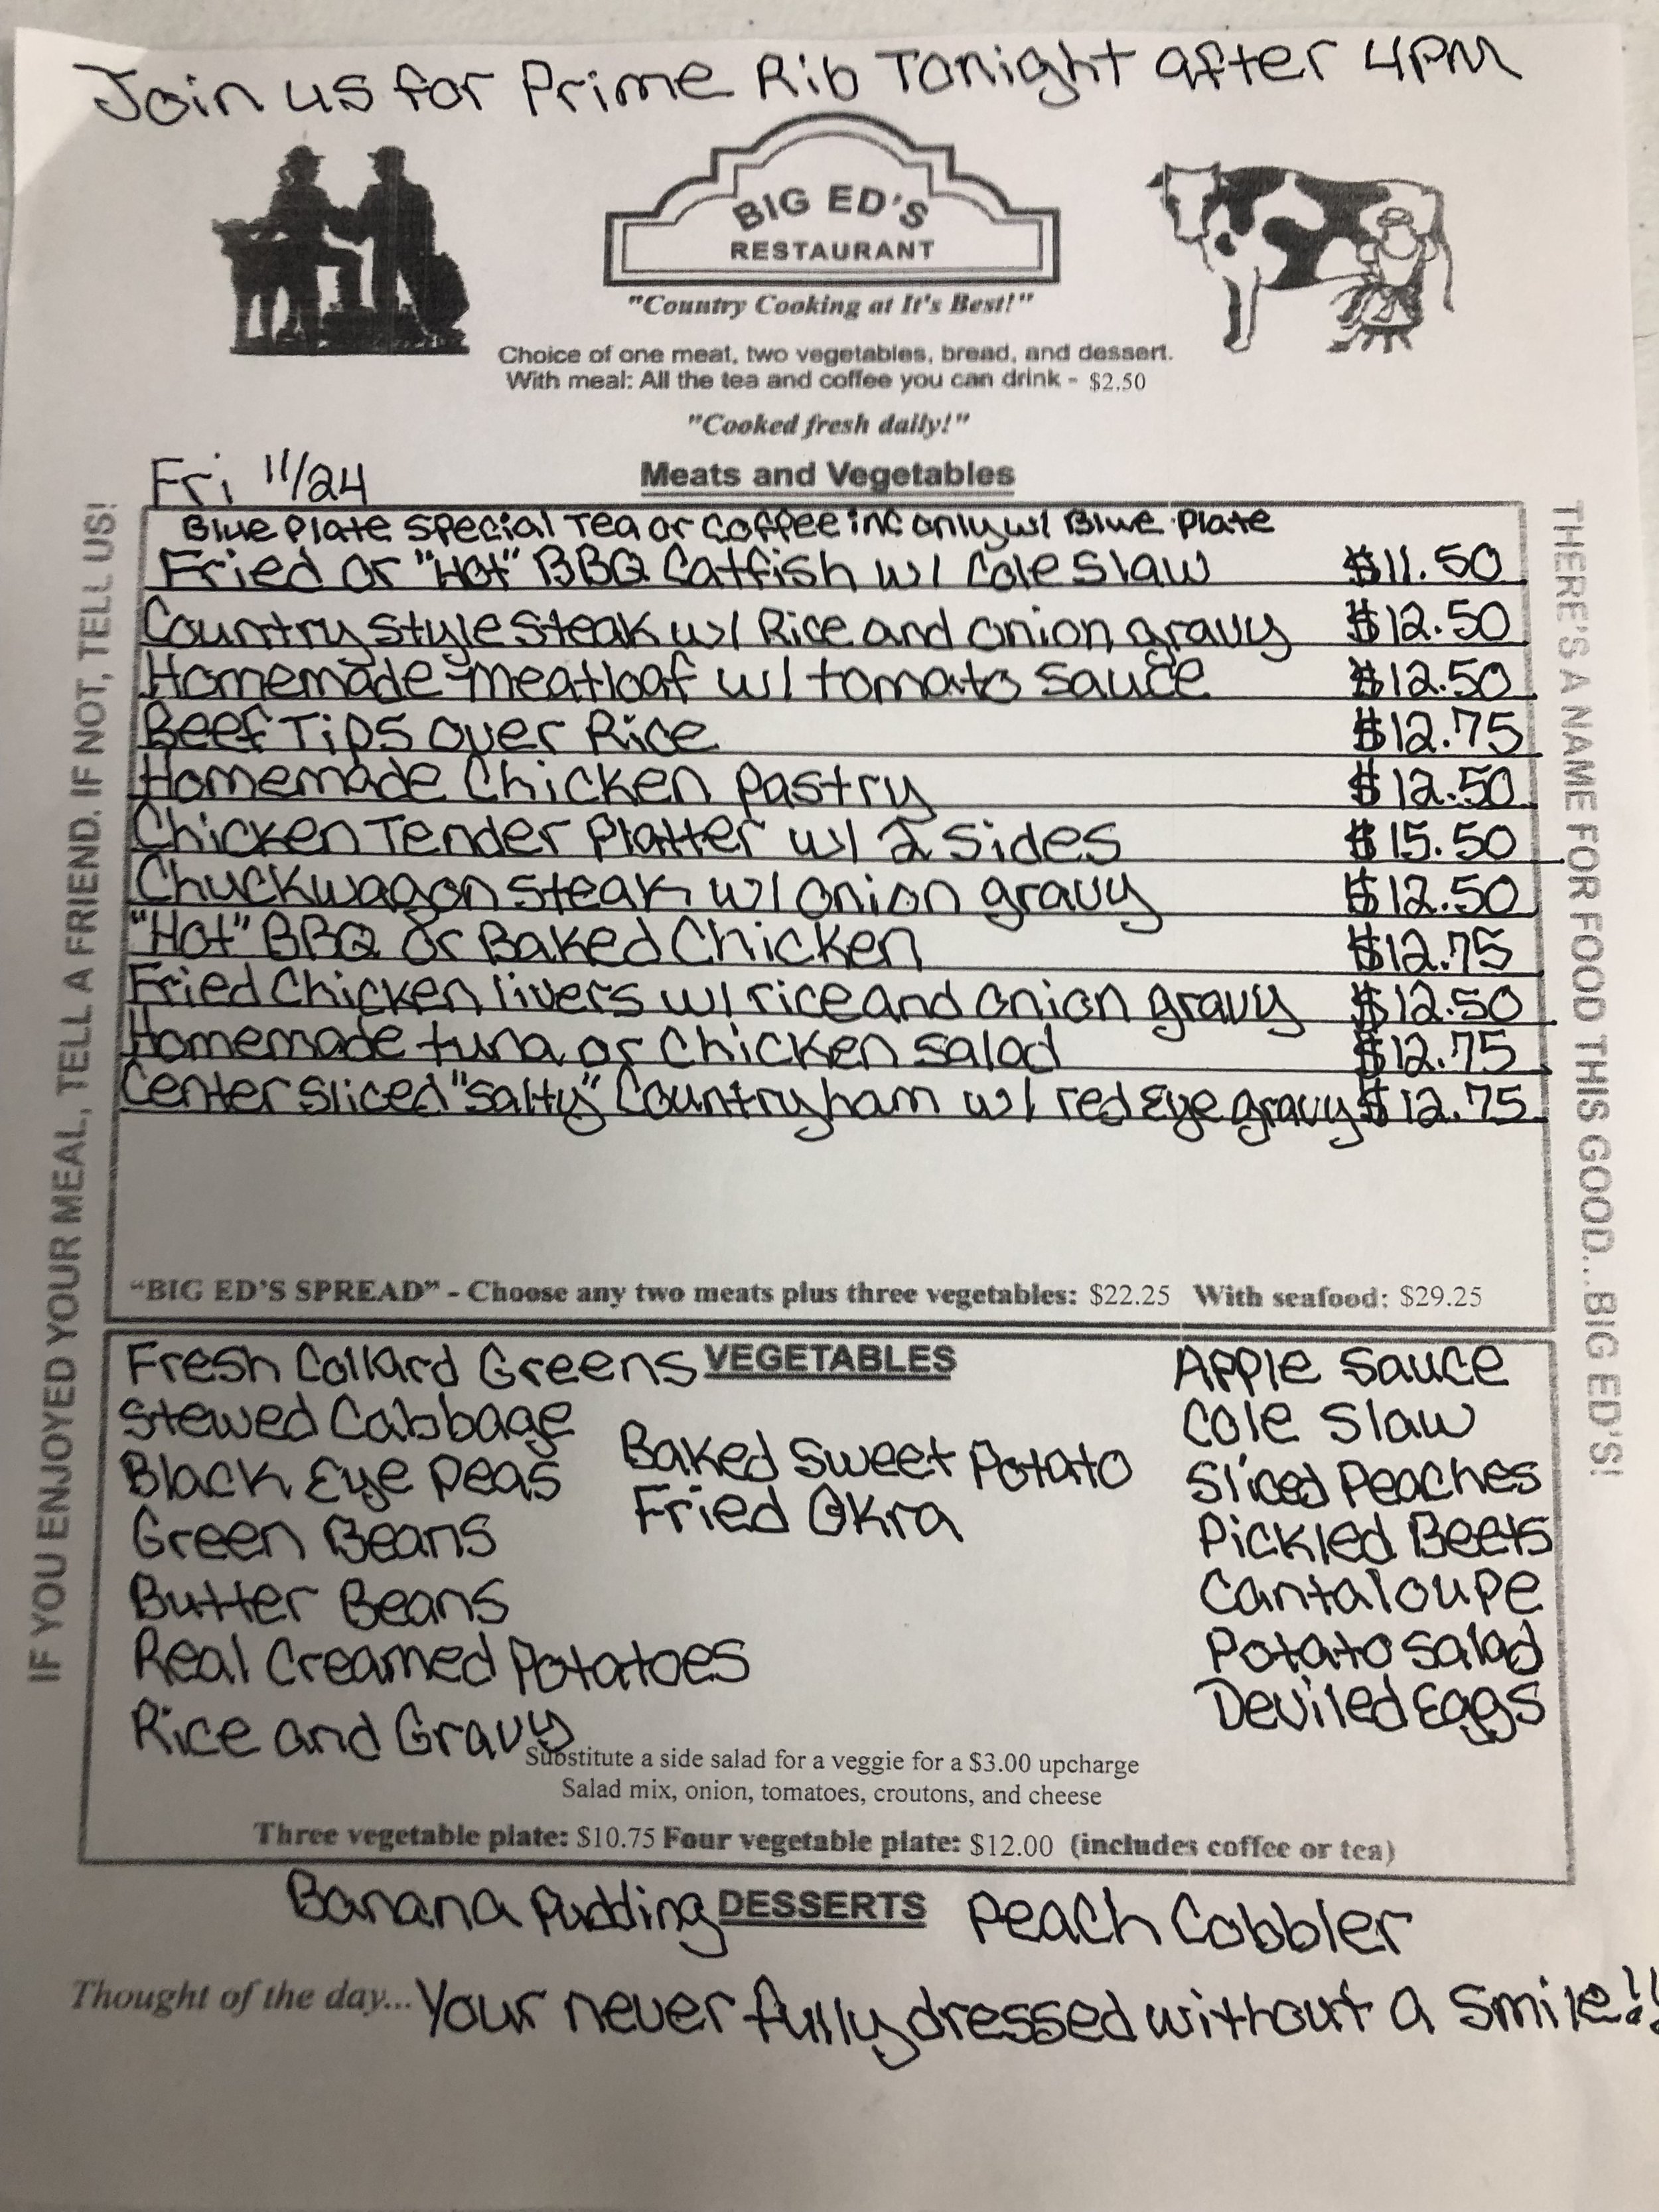 Join us for Prime Rib Tonight after 4PM
BIG ED'S
RESTAURANT
"Country Cooking at It's Best!"
Choice of one meat, two vegetables, bread, and dessert.
With meal: All the tea and coffee you can drink - $2.50
"Cooked fresh daily!"
Fri 11/24
Meats and Vegetables
Blue Plate Special Tea or Coffee inc only w/ Blue Plate
Fried or "Hot" BBQ Catfish w/ Cole Slaw $11.50
Country style steak w/ Rice and onion gravy $12.50
Homemade meatloaf w/ tomato sauce $12.50
Beef Tips over Rice $12.75
Homemade Chicken Pastry $12.50
Chicken Tender Platter w/ 2 Sides $15.50
Chuckwagon steak w/ onion gravy $12.50
"Hot" BBQ or Baked Chicken $12.75
Fried Chicken livers w/ rice and onion gravy $12.50
Homemade tuna or Chicken salad $12.75
Center sliced "salty" Country ham w/ red eye gravy $12.75
"BIG ED'S SPREAD" - Choose any two meats plus three vegetables: $22.25 With seafood: $29.25
VEGETABLES
Fresh Collard Greens
Stewed Cabbage
Black Eye Peas
Green Beans
Butter Beans
Real Creamed Potatoes
Rice and Gravy
Baked Sweet Potato
Fried Okra
Apple Sauce
Cole Slaw
Sliced Peaches
Pickled Beets
Cantaloupe
Potato Salad
Deviled Eggs
Substitute a side salad for a veggie for a $3.00 upcharge
Salad mix, onion, tomatoes, croutons, and cheese
Three vegetable plate: $10.75 Four vegetable plate: $12.00 (includes coffee or tea)
Banana Pudding DESSERTS Peach Cobbler
Thought of the day... Your never fully dressed without a smile!!
IF YOU ENJOYED YOUR MEAL, TELL A FRIEND. IF NOT, TELL US!
THERE'S A NAME FOR FOOD THIS GOOD...BIG ED'S!